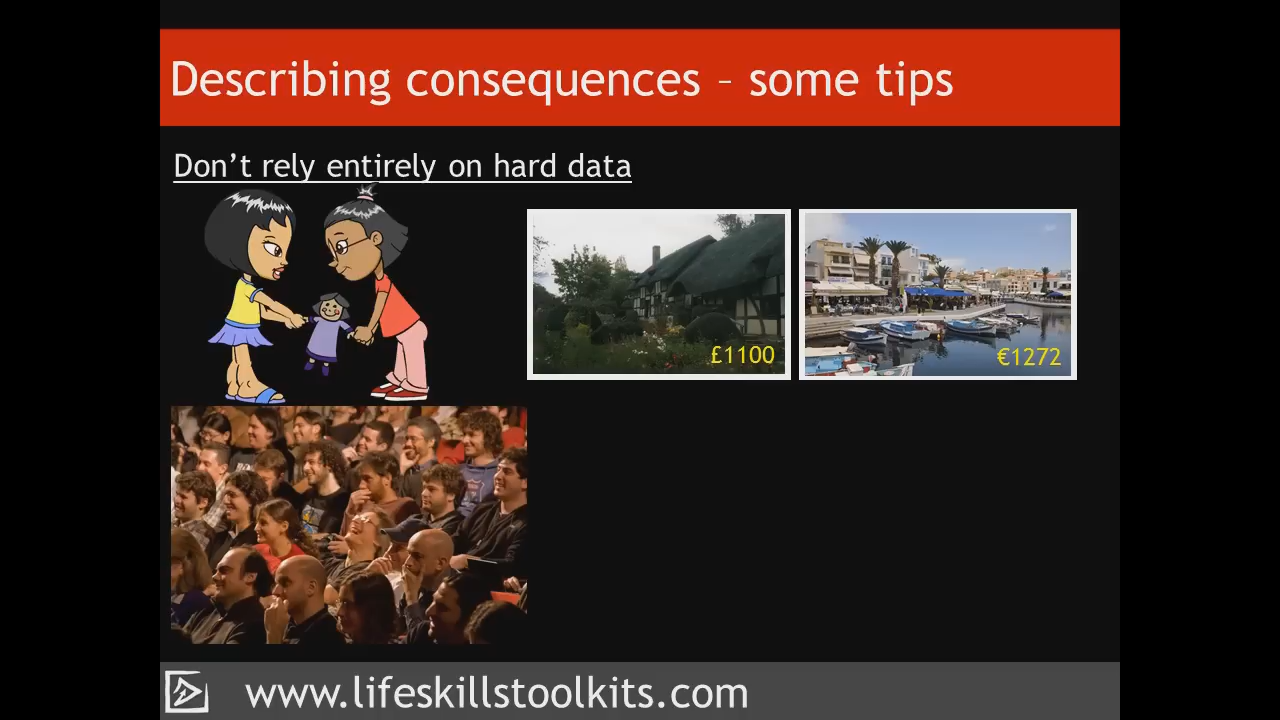 Describing consequences – some tips
Don’t rely entirely on hard data
£1100
€1272
www.lifeskillstoolkits.com